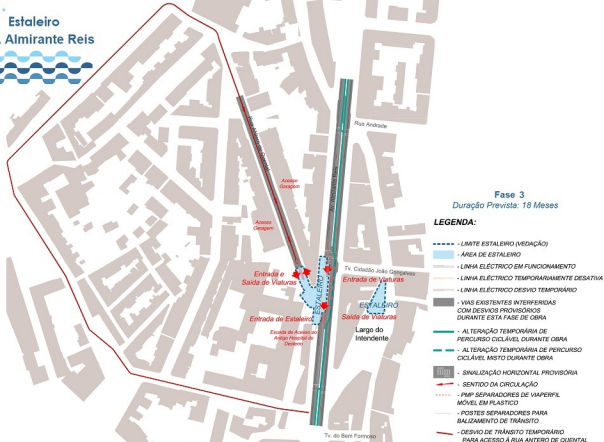 Estaleiro
Almirante Reis
Rua Andrade
Av. Almirante Reis
Acesso
Garagem
Acesso
Garagem
Entrada e
Saída de Viaturas
ESTALEIRO
Tv. Cidadão João Gonçalves
Entrada de Viaturas
ESTALEIRO
Entrada de Estaleiro
Saída de Viaturas
Escada de Acesso ao
Antigo Hospital do
Desterro
Largo do
Intendente
Tv. do Bem Formoso
Fase 3
Duração Prevista: 18 Meses
LEGENDA:
- LIMITE ESTALEIRO (VEDAÇÃO)
- ÁREA DE ESTALEIRO
- LINHA ELÉCTRICO EM FUNCIONAMENTO
- LINHA ELÉCTRICO TEMPORARIAMENTE DESATIVA
- LINHA ELÉCTRICO DESVIO TEMPORÁRIO
- VIAS EXISTENTES INTERFERIDAS
COM DESVIOS PROVISÓRIOS
DURANTE ESTA FASE DE OBRA
- ALTERAÇÃO TEMPORÁRIA DE
PERCURSO CICLÁVEL DURANTE OBRA
- ALTERAÇÃO TEMPORÁRIA DE PERCURSO
CICLÁVEL MISTO DURANTE OBRA
- SINALIZAÇÃO HORIZONTAL PROVISÓRIA
- SENTIDO DA CIRCULAÇÃO
- PMP SEPARADORES DE VIAPERFIL
MÓVEL EM PLASTICO
- POSTES SEPARADORES PARA
BALIZAMENTO DE TRÂNSITO
- DESVIO DE TRÂNSITO TEMPORÁRIO
PARA ACESSO À RUA ANTERO DE QUENTAL